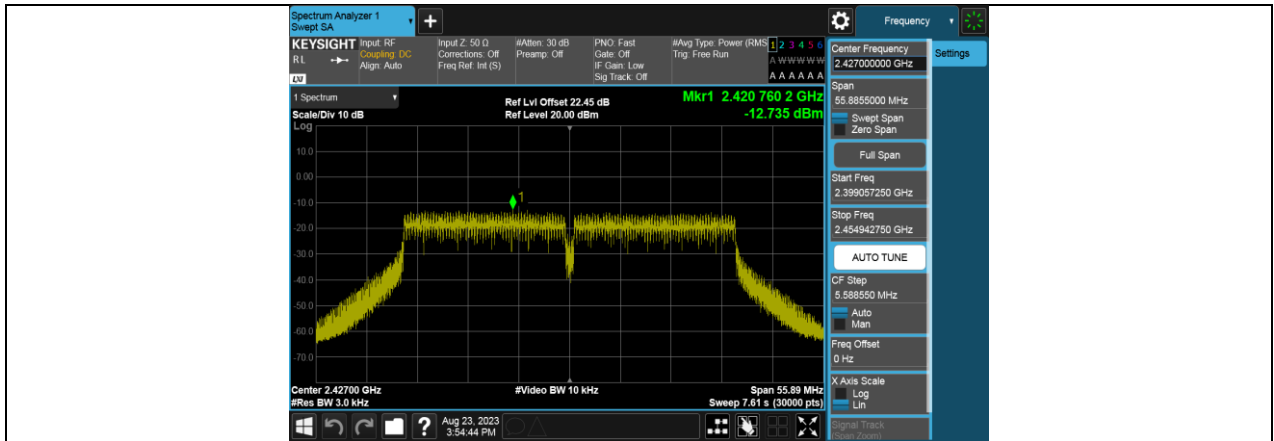 Spectrum Analyzer 1
Swept SA
+
Frequency
KEYSIGHT
RL
LXI
Input: RF
Coupling: DC
Align: Auto
Input Z: 50 Ω
Corrections: Off
Freq Ref: Int (S)
#Atten: 30 dB
Preamp: Off
PNO: Fast
Gate: Off
IF Gain: Low
Sig Track: Off
#Avg Type: Power (RMS
Trig: Free Run
1 2 3 4 5 6
A W W W W W
A A A A A A
1 Spectrum
Scale/Div 10 dB
Log
Ref Lvl Offset 22.45 dB
Ref Level 20.00 dBm
Mkr1 2.420 760 2 GHz
-12.735 dBm
10.0
0.00
-10.0
-20.0
-30.0
-40.0
-50.0
-60.0
-70.0
1
Center 2.42700 GHz
#Res BW 3.0 kHz
#Video BW 10 kHz
Span 55.89 MHz
Sweep 7.61 s (30000 pts)
?
Aug 23, 2023
3:54:44 PM
Center Frequency
2.427000000 GHz
Settings
Span
55.8855000 MHz
Swept Span
Zero Span
Full Span
Start Freq
2.399057250 GHz
Stop Freq
2.454942750 GHz
AUTO TUNE
CF Step
5.588550 MHz
Auto
Man
Freq Offset
0 Hz
X Axis Scale
Log
Lin
Signal Track
(Span Zoom)